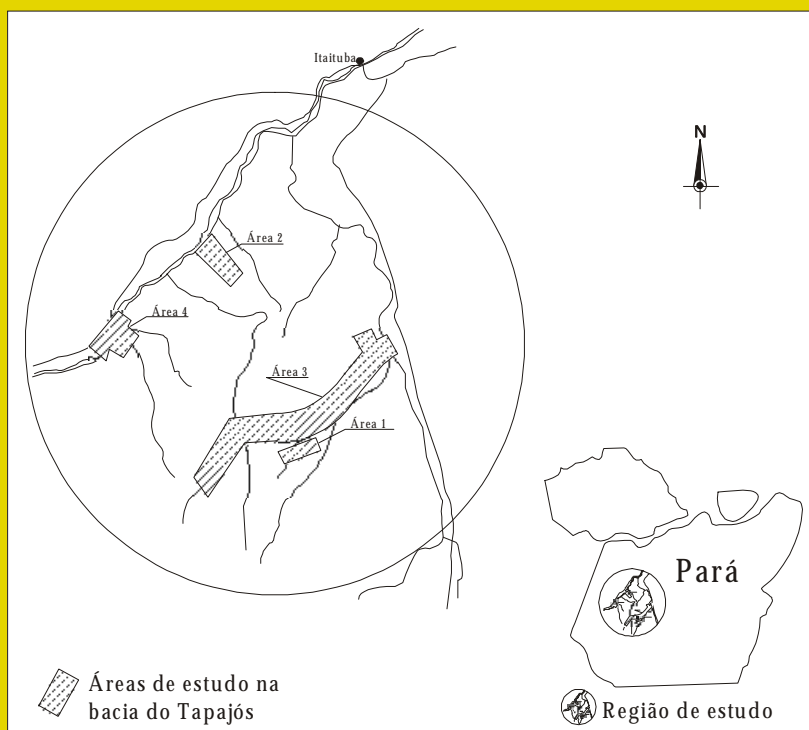 Itaituba
N
Área 2
Área 4
Área 3
Área 1
Pará
Áreas de estudo na
bacia do Tapajós
Região de estudo